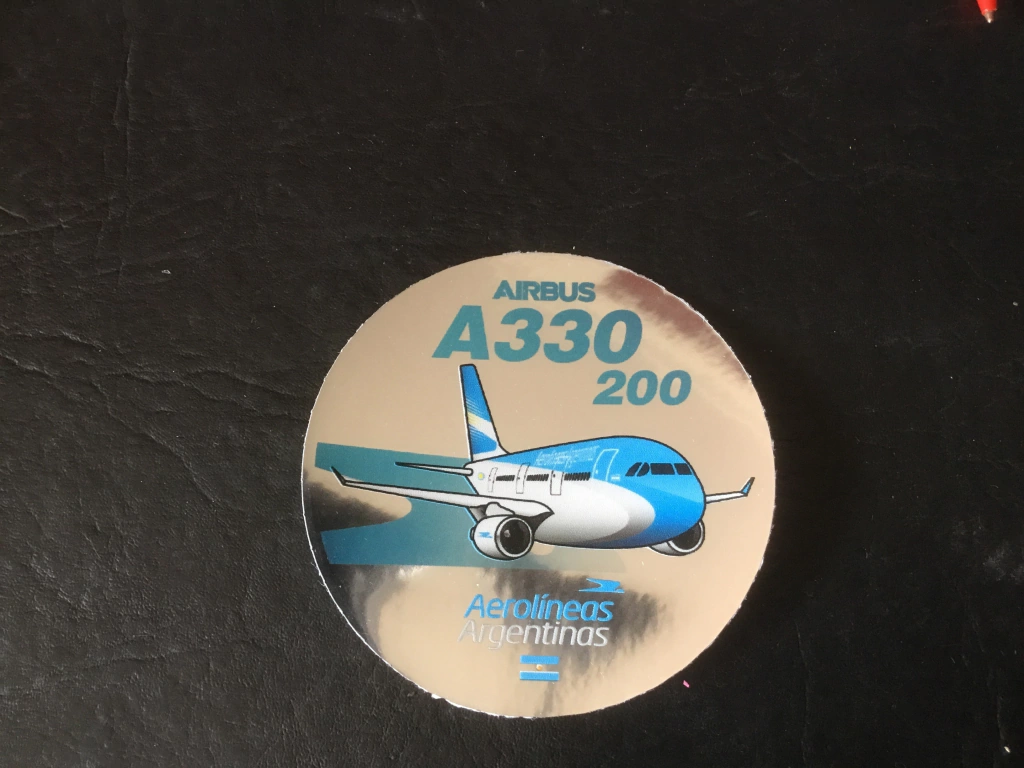 AIRBUS
A330
200
Aerolíneas
Argentinas